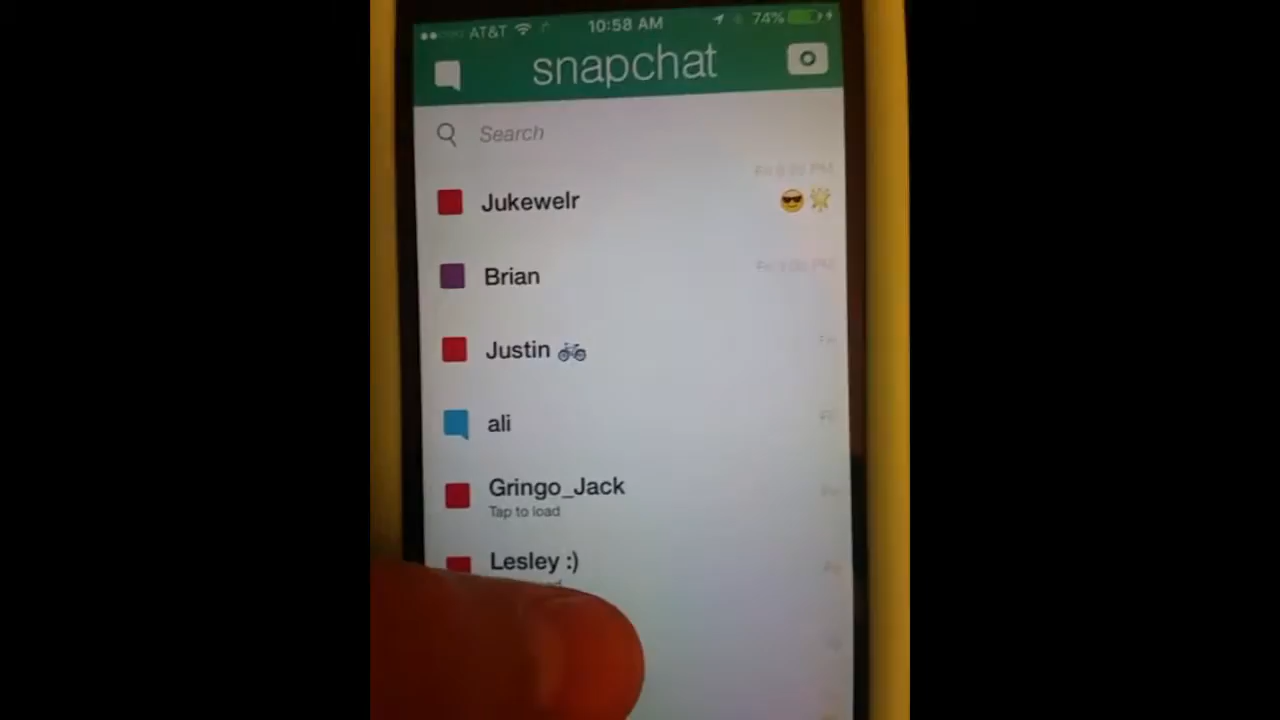 AT&T 10:58 AM 74%
snapchat
Search
Jukewelr
Brian
Justin 🚲
ali
Gringo_Jack
Tap to load
Lesley :)